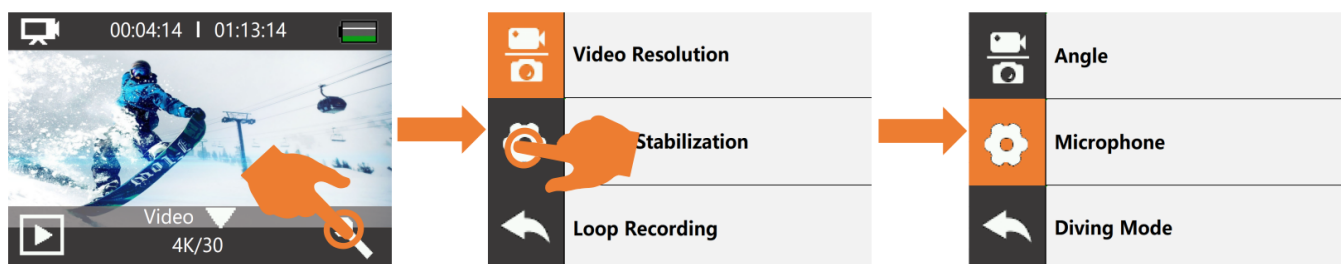 00:04:14 | 01:13:14
Video
4K/30
Video Resolution
Stabilization
Loop Recording
Angle
Microphone
Diving Mode